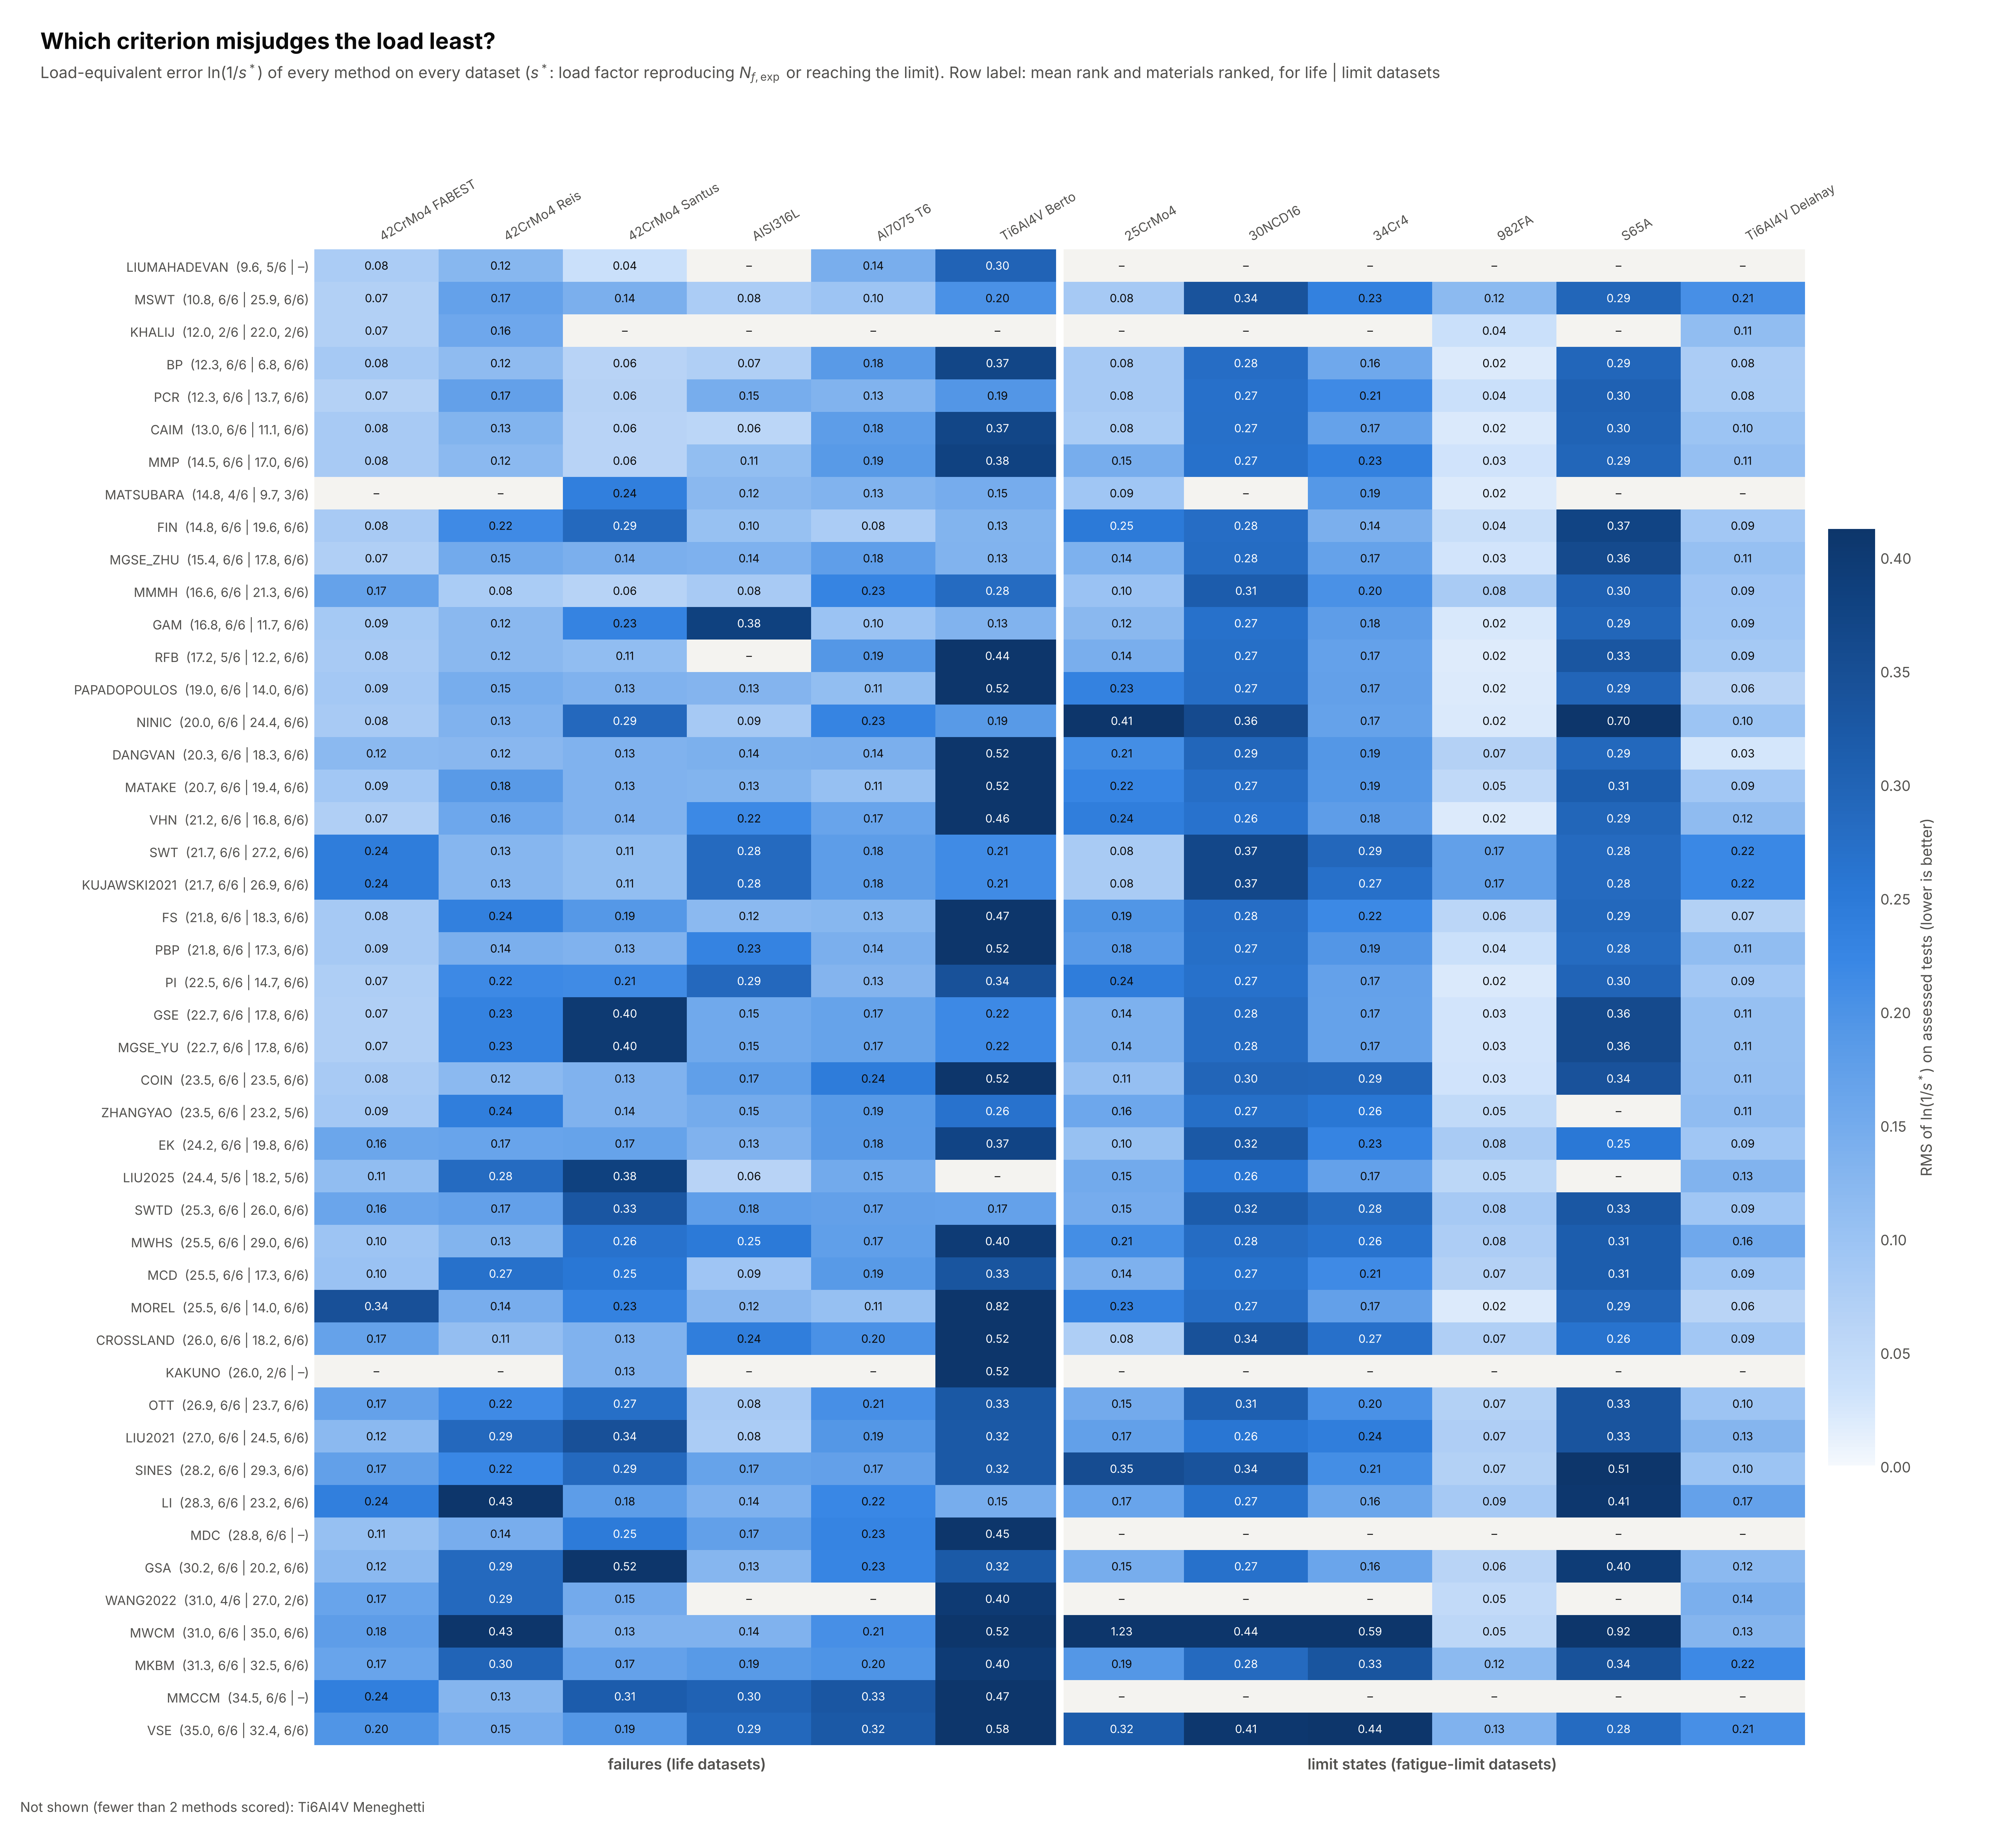 Which criterion misjudges the load least?
Load-equivalent error ln(1/s*) of every method on every dataset (s*: load factor reproducing N_f,exp or reaching the limit). Row label: mean rank and materials ranked, for life | limit datasets
42CrMo4 FABEST 42CrMo4 Reis 42CrMo4 Santus AISI316L Al7075 T6 Ti6Al4V Berto 25CrMo4 30NCD16 34Cr4 982FA S65A Ti6Al4V Delahay
LIUMAHADEVAN (9.6, 5/6 | –) 0.08 0.12 0.04 – 0.14 0.30 – – – – – –
MSWT (10.8, 6/6 | 25.9, 6/6) 0.07 0.17 0.14 0.08 0.10 0.20 0.08 0.34 0.23 0.12 0.29 0.21
KHALIJ (12.0, 2/6 | 22.0, 2/6) 0.07 0.16 – – – – – – – 0.04 – 0.11
BP (12.3, 6/6 | 6.8, 6/6) 0.08 0.12 0.06 0.07 0.18 0.37 0.08 0.28 0.16 0.02 0.29 0.08
PCR (12.3, 6/6 | 13.7, 6/6) 0.07 0.17 0.06 0.15 0.13 0.19 0.08 0.27 0.21 0.04 0.30 0.08
CAIM (13.0, 6/6 | 11.1, 6/6) 0.08 0.13 0.06 0.06 0.18 0.37 0.08 0.27 0.17 0.02 0.30 0.10
MMP (14.5, 6/6 | 17.0, 6/6) 0.08 0.12 0.06 0.11 0.19 0.38 0.15 0.27 0.23 0.03 0.29 0.11
MATSUBARA (14.8, 4/6 | 9.7, 3/6) – – 0.24 0.12 0.13 0.15 0.09 – 0.19 0.02 – –
FIN (14.8, 6/6 | 19.6, 6/6) 0.08 0.22 0.29 0.10 0.08 0.13 0.25 0.28 0.14 0.04 0.37 0.09
MGSE_ZHU (15.4, 6/6 | 17.8, 6/6) 0.07 0.15 0.14 0.14 0.18 0.13 0.14 0.28 0.17 0.03 0.36 0.11
MMMH (16.6, 6/6 | 21.3, 6/6) 0.17 0.08 0.06 0.08 0.23 0.28 0.10 0.31 0.20 0.08 0.30 0.09
GAM (16.8, 6/6 | 11.7, 6/6) 0.09 0.12 0.23 0.38 0.10 0.13 0.12 0.27 0.18 0.02 0.29 0.09
RFB (17.2, 5/6 | 12.2, 6/6) 0.08 0.12 0.11 – 0.19 0.44 0.14 0.27 0.17 0.02 0.33 0.09
PAPADOPOULOS (19.0, 6/6 | 14.0, 6/6) 0.09 0.15 0.13 0.13 0.11 0.52 0.23 0.27 0.17 0.02 0.29 0.06
NINIC (20.0, 6/6 | 24.4, 6/6) 0.08 0.13 0.29 0.09 0.23 0.19 0.41 0.36 0.17 0.02 0.70 0.10
DANGVAN (20.3, 6/6 | 18.3, 6/6) 0.12 0.12 0.13 0.14 0.14 0.52 0.21 0.29 0.19 0.07 0.29 0.03
MATAKE (20.7, 6/6 | 19.4, 6/6) 0.09 0.18 0.13 0.13 0.11 0.52 0.22 0.27 0.19 0.05 0.31 0.09
VHN (21.2, 6/6 | 16.8, 6/6) 0.07 0.16 0.14 0.22 0.17 0.46 0.24 0.26 0.18 0.02 0.29 0.12
SWT (21.7, 6/6 | 27.2, 6/6) 0.24 0.13 0.11 0.28 0.18 0.21 0.08 0.37 0.29 0.17 0.28 0.22
KUJAWSKI2021 (21.7, 6/6 | 26.9, 6/6) 0.24 0.13 0.11 0.28 0.18 0.21 0.08 0.37 0.27 0.17 0.28 0.22
FS (21.8, 6/6 | 18.3, 6/6) 0.08 0.24 0.19 0.12 0.13 0.47 0.19 0.28 0.22 0.06 0.29 0.07
PBP (21.8, 6/6 | 17.3, 6/6) 0.09 0.14 0.13 0.23 0.14 0.52 0.18 0.27 0.19 0.04 0.28 0.11
PI (22.5, 6/6 | 14.7, 6/6) 0.07 0.22 0.21 0.29 0.13 0.34 0.24 0.27 0.17 0.02 0.30 0.09
GSE (22.7, 6/6 | 17.8, 6/6) 0.07 0.23 0.40 0.15 0.17 0.22 0.14 0.28 0.17 0.03 0.36 0.11
MGSE_YU (22.7, 6/6 | 17.8, 6/6) 0.07 0.23 0.40 0.15 0.17 0.22 0.14 0.28 0.17 0.03 0.36 0.11
COIN (23.5, 6/6 | 23.5, 6/6) 0.08 0.12 0.13 0.17 0.24 0.52 0.11 0.30 0.29 0.03 0.34 0.11
ZHANGYAO (23.5, 6/6 | 23.2, 5/6) 0.09 0.24 0.14 0.15 0.19 0.26 0.16 0.27 0.26 0.05 – 0.11
EK (24.2, 6/6 | 19.8, 6/6) 0.16 0.17 0.17 0.13 0.18 0.37 0.10 0.32 0.23 0.08 0.25 0.09
LIU2025 (24.4, 5/6 | 18.2, 5/6) 0.11 0.28 0.38 0.06 0.15 – 0.15 0.26 0.17 0.05 – 0.13
SWTD (25.3, 6/6 | 26.0, 6/6) 0.16 0.17 0.33 0.18 0.17 0.17 0.15 0.32 0.28 0.08 0.33 0.09
MWHS (25.5, 6/6 | 29.0, 6/6) 0.10 0.13 0.26 0.25 0.17 0.40 0.21 0.28 0.26 0.08 0.31 0.16
MCD (25.5, 6/6 | 17.3, 6/6) 0.10 0.27 0.25 0.09 0.19 0.33 0.14 0.27 0.21 0.07 0.31 0.09
MOREL (25.5, 6/6 | 14.0, 6/6) 0.34 0.14 0.23 0.12 0.11 0.82 0.23 0.27 0.17 0.02 0.29 0.06
CROSSLAND (26.0, 6/6 | 18.2, 6/6) 0.17 0.11 0.13 0.24 0.20 0.52 0.08 0.34 0.27 0.07 0.26 0.09
KAKUNO (26.0, 2/6 | –) – – 0.13 – – 0.52 – – – – – –
OTT (26.9, 6/6 | 23.7, 6/6) 0.17 0.22 0.27 0.08 0.21 0.33 0.15 0.31 0.20 0.07 0.33 0.10
LIU2021 (27.0, 6/6 | 24.5, 6/6) 0.12 0.29 0.34 0.08 0.19 0.32 0.17 0.26 0.24 0.07 0.33 0.13
SINES (28.2, 6/6 | 29.3, 6/6) 0.17 0.22 0.29 0.17 0.17 0.32 0.35 0.34 0.21 0.07 0.51 0.10
LI (28.3, 6/6 | 23.2, 6/6) 0.24 0.43 0.18 0.14 0.22 0.15 0.17 0.27 0.16 0.09 0.41 0.17
MDC (28.8, 6/6 | –) 0.11 0.14 0.25 0.17 0.23 0.45 – – – – – –
GSA (30.2, 6/6 | 20.2, 6/6) 0.12 0.29 0.52 0.13 0.23 0.32 0.15 0.27 0.16 0.06 0.40 0.12
WANG2022 (31.0, 4/6 | 27.0, 2/6) 0.17 0.29 0.15 – – 0.40 – – – 0.05 – 0.14
MWCM (31.0, 6/6 | 35.0, 6/6) 0.18 0.43 0.13 0.14 0.21 0.52 1.23 0.44 0.59 0.05 0.92 0.13
MKBM (31.3, 6/6 | 32.5, 6/6) 0.17 0.30 0.17 0.19 0.20 0.40 0.19 0.28 0.33 0.12 0.34 0.22
MMCCM (34.5, 6/6 | –) 0.24 0.13 0.31 0.30 0.33 0.47 – – – – – –
VSE (35.0, 6/6 | 32.4, 6/6) 0.20 0.15 0.19 0.29 0.32 0.58 0.32 0.41 0.44 0.13 0.28 0.21
failures (life datasets) limit states (fatigue-limit datasets)
0.40
0.35
0.30
0.25
0.20
0.15
0.10
0.05
0.00
RMS of ln(1/s*) on assessed tests (lower is better)
Not shown (fewer than 2 methods scored): Ti6Al4V Meneghetti